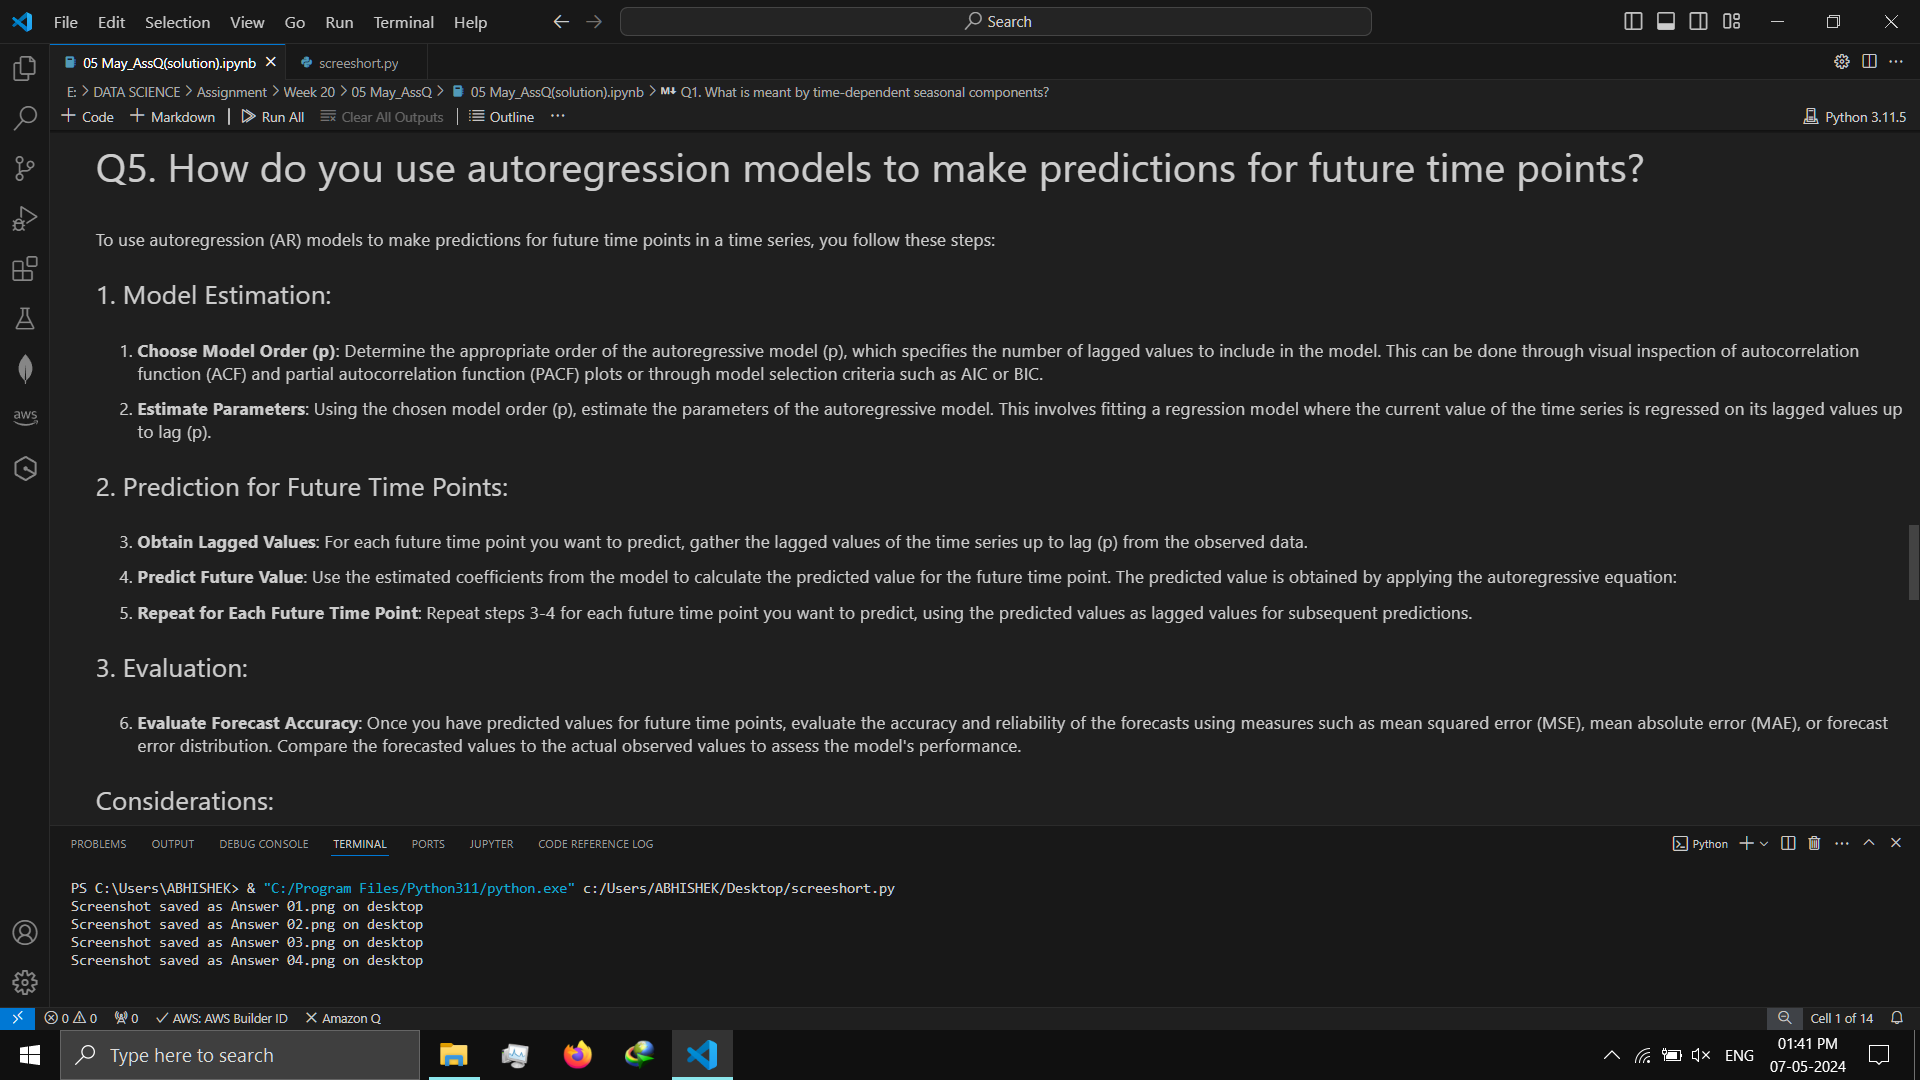 File Edit Selection View Go Run Terminal Help
Search
05 May_AssQ(solution).ipynb
screeshort.py
E: > DATA SCIENCE > Assignment > Week 20 > 05 May_AssQ > 05 May_AssQ(solution).ipynb > M↓ Q1. What is meant by time-dependent seasonal components?
+ Code + Markdown | Run All Clear All Outputs | Outline ...
Python 3.11.5
Q5. How do you use autoregression models to make predictions for future time points?
To use autoregression (AR) models to make predictions for future time points in a time series, you follow these steps:
1. Model Estimation:
1. Choose Model Order (p): Determine the appropriate order of the autoregressive model (p), which specifies the number of lagged values to include in the model. This can be done through visual inspection of autocorrelation
function (ACF) and partial autocorrelation function (PACF) plots or through model selection criteria such as AIC or BIC.
2. Estimate Parameters: Using the chosen model order (p), estimate the parameters of the autoregressive model. This involves fitting a regression model where the current value of the time series is regressed on its lagged values up
to lag (p).
2. Prediction for Future Time Points:
3. Obtain Lagged Values: For each future time point you want to predict, gather the lagged values of the time series up to lag (p) from the observed data.
4. Predict Future Value: Use the estimated coefficients from the model to calculate the predicted value for the future time point. The predicted value is obtained by applying the autoregressive equation:
5. Repeat for Each Future Time Point: Repeat steps 3-4 for each future time point you want to predict, using the predicted values as lagged values for subsequent predictions.
3. Evaluation:
6. Evaluate Forecast Accuracy: Once you have predicted values for future time points, evaluate the accuracy and reliability of the forecasts using measures such as mean squared error (MSE), mean absolute error (MAE), or forecast
error distribution. Compare the forecasted values to the actual observed values to assess the model's performance.
Considerations:
aws
PROBLEMS OUTPUT DEBUG CONSOLE TERMINAL PORTS JUPYTER CODE REFERENCE LOG
Python
PS C:\Users\ABHISHEK> & "C:/Program Files/Python311/python.exe" c:/Users/ABHISHEK/Desktop/screeshort.py
Screenshot saved as Answer 01.png on desktop
Screenshot saved as Answer 02.png on desktop
Screenshot saved as Answer 03.png on desktop
Screenshot saved as Answer 04.png on desktop
0 0 0 AWS: AWS Builder ID Amazon Q
Cell 1 of 14
Type here to search
ENG
01:41 PM
07-05-2024